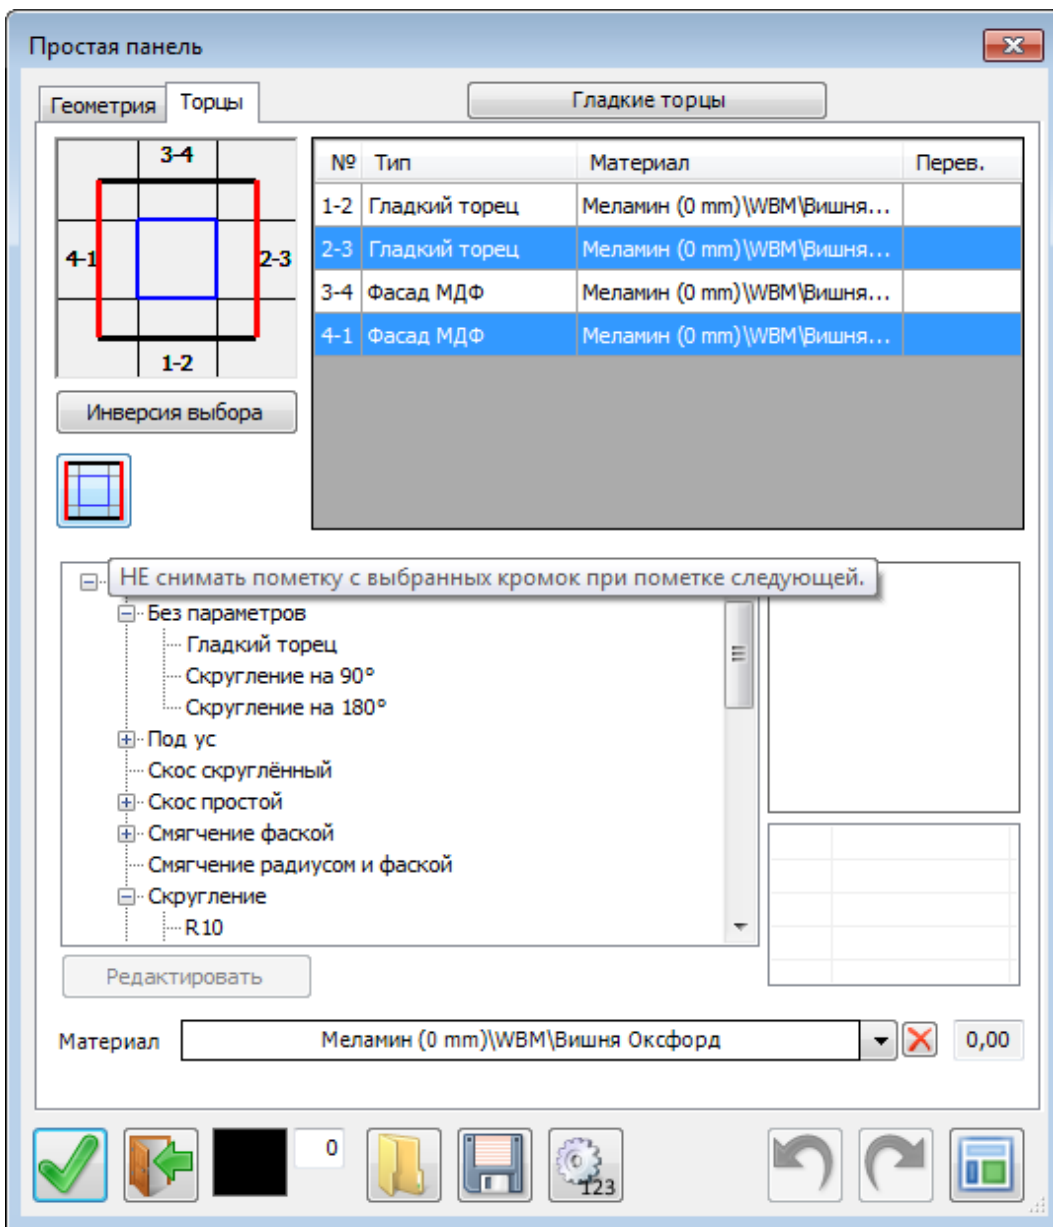 Простая панель
Геометрия Торцы Гладкие торцы
3-4
4-1 2-3
1-2
№ Тип Материал Перев.
1-2 Гладкий торец Меламин (0 mm)\WBM\Вишня...
2-3 Гладкий торец Меламин (0 mm)\WBM\Вишня...
3-4 Фасад МДФ Меламин (0 mm)\WBM\Вишня...
4-1 Фасад МДФ Меламин (0 mm)\WBM\Вишня...
Инверсия выбора
НЕ снимать пометку с выбранных кромок при пометке следующей.
Без параметров
Гладкий торец
Скругление на 90°
Скругление на 180°
Под ус
Скос скруглённый
Скос простой
Смягчение фаской
Смягчение радиусом и фаской
Скругление
R10
Редактировать
Материал Меламин (0 mm)\WBM\Вишня Оксфорд 0,00
0
123